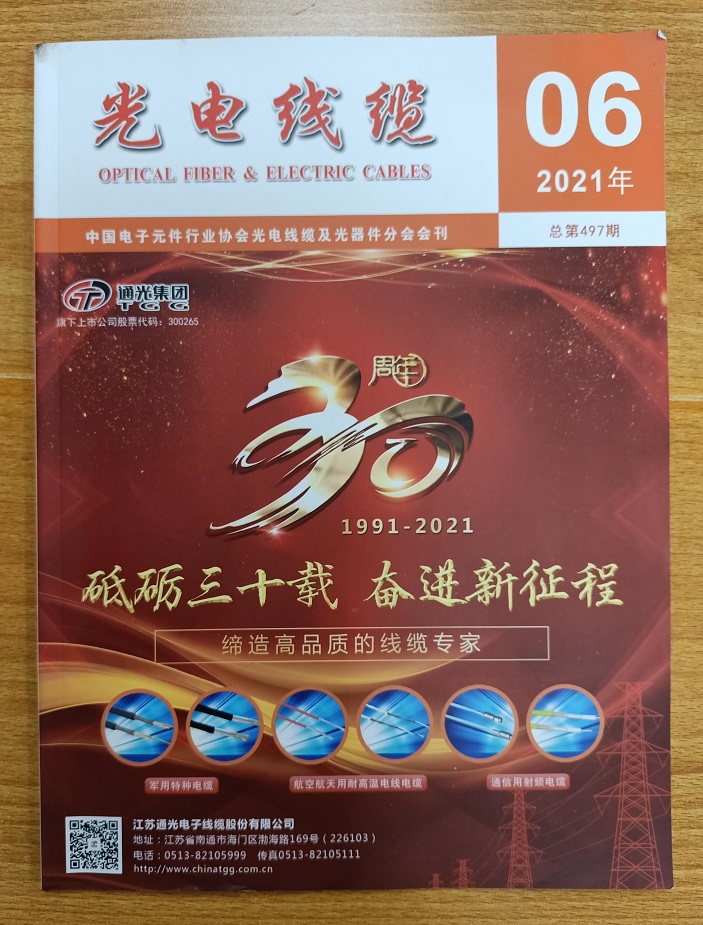 光电线缆
OPTICAL FIBER & ELECTRIC CABLES
06
2021年
中国电子元件行业协会光电线缆及光器件分会会刊
总第497期
通光集团
TGG
旗下上市公司股票代码：300265
30
周年
1991-2021
砥砺三十载 奋进新征程
缔造高品质的线缆专家
军用特种电缆
航空航天用耐高温电线电缆
通信用射频电缆
江苏通光电子线缆股份有限公司
地址：江苏省南通市海门区渤海路169号（226103）
电话：0513-82105999 传真0513-82105111
http://www.chinatgg.com.cn